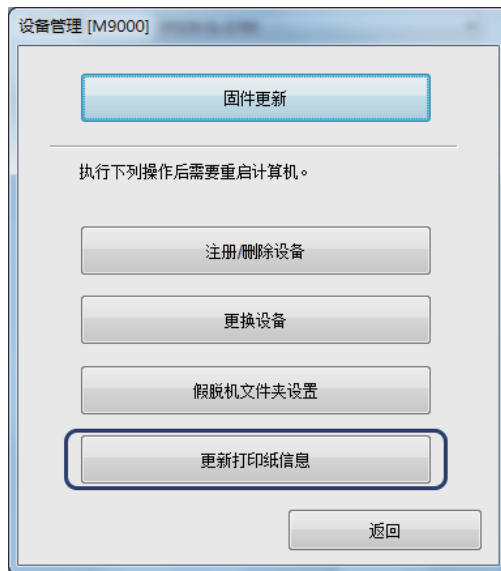 设备管理 [M9000]
固件更新
执行下列操作后需要重启计算机。
注册/删除设备
更换设备
假脱机文件夹设置
更新打印纸信息
返回